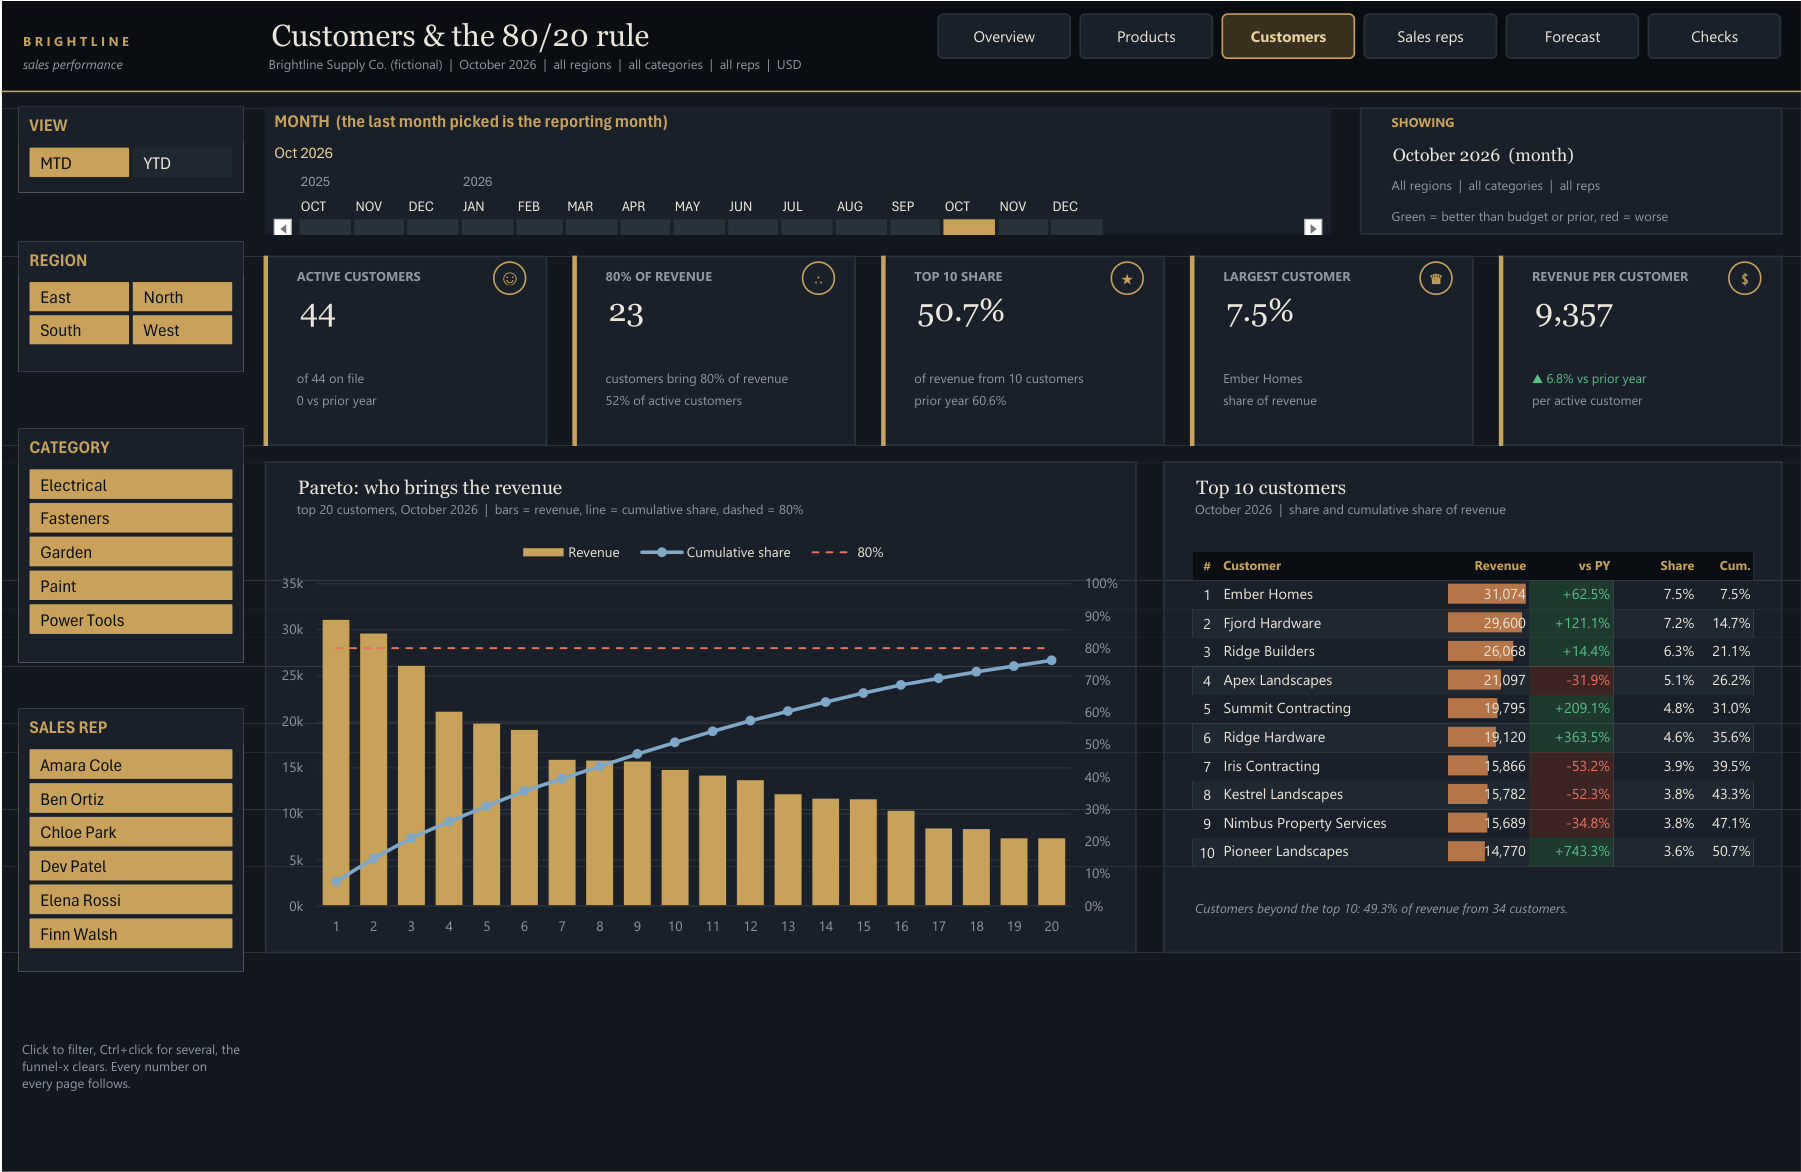 BRIGHTLINE
sales performance
Customers & the 80/20 rule
Brightline Supply Co. (fictional) | October 2026 | all regions | all categories | all reps | USD
Overview
Products
Customers
Sales reps
Forecast
Checks
VIEW
MTD YTD
REGION
East North
South West
CATEGORY
Electrical
Fasteners
Garden
Paint
Power Tools
SALES REP
Amara Cole
Ben Ortiz
Chloe Park
Dev Patel
Elena Rossi
Finn Walsh
Click to filter, Ctrl+click for several, the
funnel-x clears. Every number on
every page follows.
MONTH (the last month picked is the reporting month)
Oct 2026
2025 2026
OCT NOV DEC JAN FEB MAR APR MAY JUN JUL AUG SEP OCT NOV DEC
SHOWING
October 2026 (month)
All regions | all categories | all reps
Green = better than budget or prior, red = worse
ACTIVE CUSTOMERS
☺
44
of 44 on file
0 vs prior year
80% OF REVENUE
∴
23
customers bring 80% of revenue
52% of active customers
TOP 10 SHARE
★
50.7%
of revenue from 10 customers
prior year 60.6%
LARGEST CUSTOMER
♛
7.5%
Ember Homes
share of revenue
REVENUE PER CUSTOMER
$
9,357
▲ 6.8% vs prior year
per active customer
Pareto: who brings the revenue
top 20 customers, October 2026 | bars = revenue, line = cumulative share, dashed = 80%
Revenue Cumulative share 80%
35k
30k
25k
20k
15k
10k
5k
0k
100%
90%
80%
70%
60%
50%
40%
30%
20%
10%
0%
1 2 3 4 5 6 7 8 9 10 11 12 13 14 15 16 17 18 19 20
Top 10 customers
October 2026 | share and cumulative share of revenue
# Customer Revenue vs PY Share Cum.
1 Ember Homes 31,074 +62.5% 7.5% 7.5%
2 Fjord Hardware 29,600 +121.1% 7.2% 14.7%
3 Ridge Builders 26,068 +14.4% 6.3% 21.1%
4 Apex Landscapes 21,097 -31.9% 5.1% 26.2%
5 Summit Contracting 19,795 +209.1% 4.8% 31.0%
6 Ridge Hardware 19,120 +363.5% 4.6% 35.6%
7 Iris Contracting 15,866 -53.2% 3.9% 39.5%
8 Kestrel Landscapes 15,782 -52.3% 3.8% 43.3%
9 Nimbus Property Services 15,689 -34.8% 3.8% 47.1%
10 Pioneer Landscapes 14,770 +743.3% 3.6% 50.7%
Customers beyond the top 10: 49.3% of revenue from 34 customers.